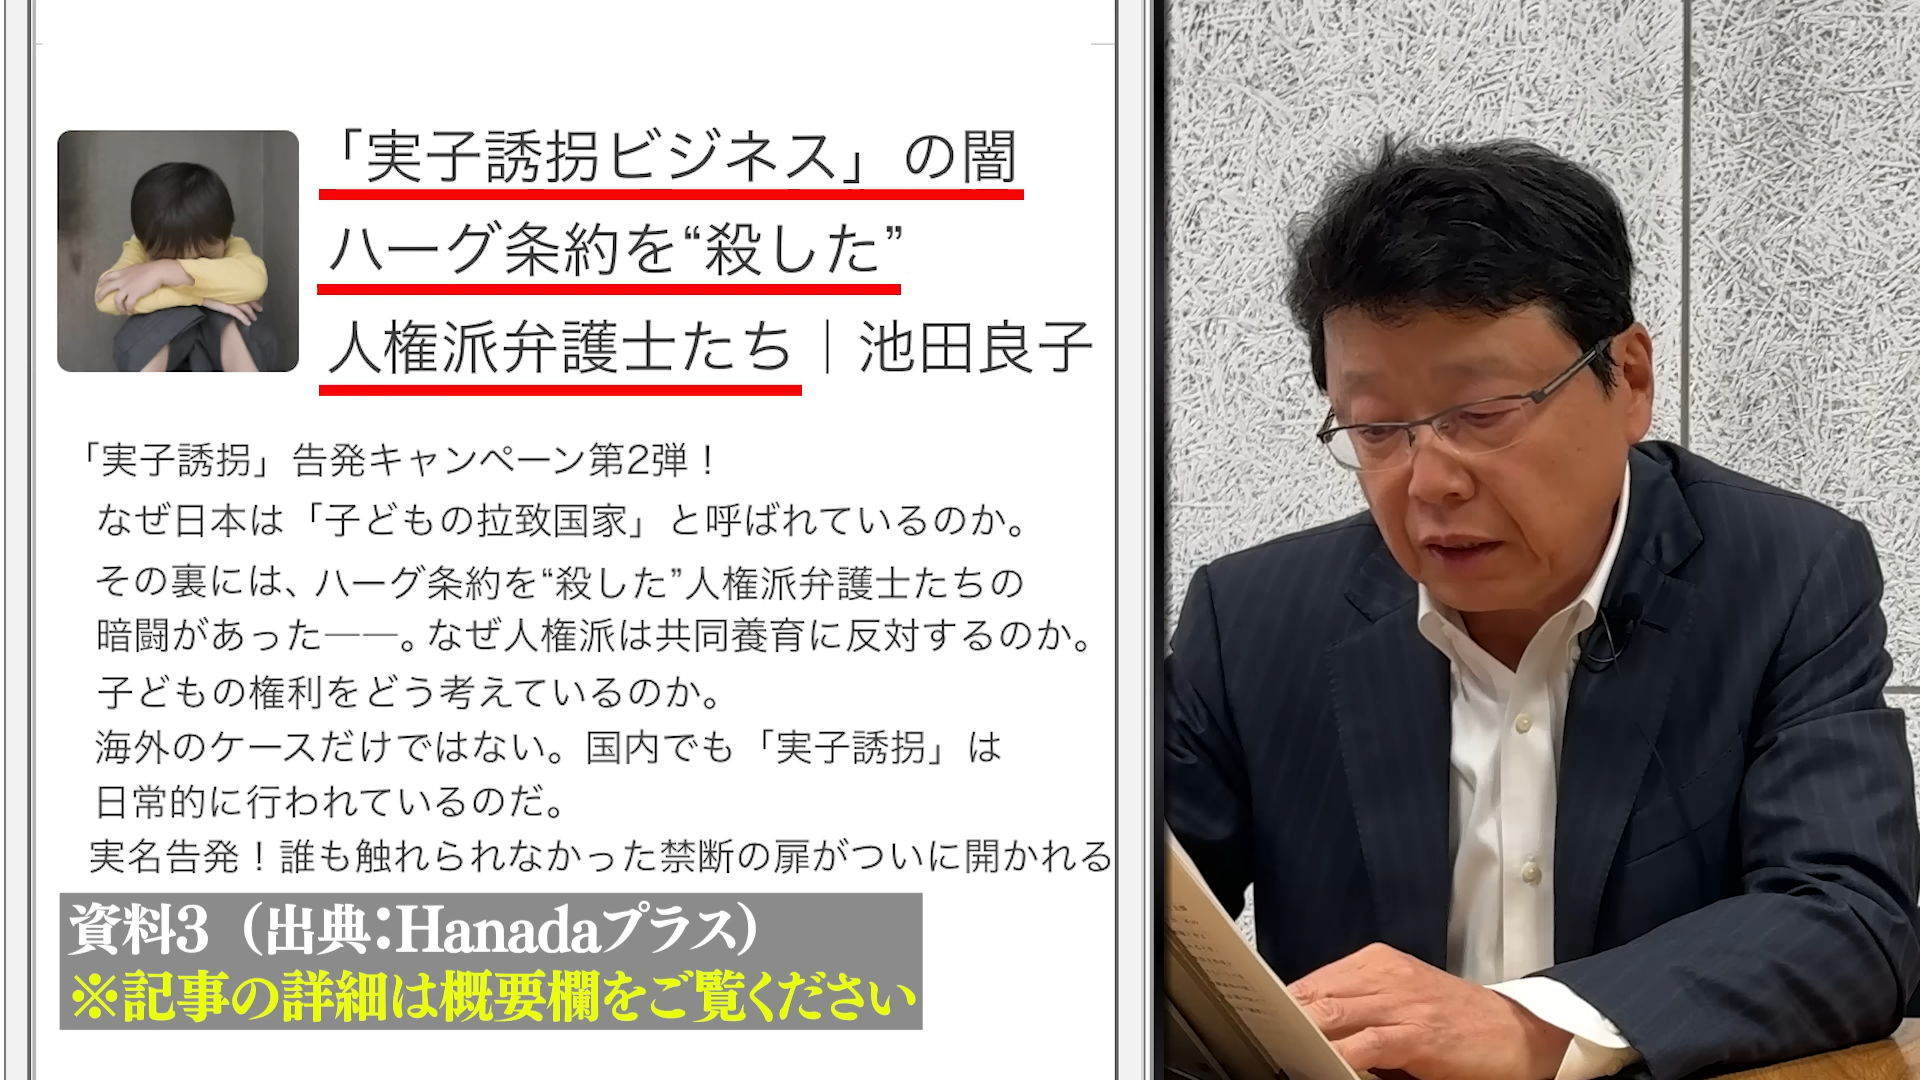 「実子誘拐ビジネス」の闇
ハーグ条約を“殺した”
人権派弁護士たち｜池田良子
「実子誘拐」告発キャンペーン第2弾！
なぜ日本は「子どもの拉致国家」と呼ばれているのか。
その裏には、ハーグ条約を“殺した”人権派弁護士たちの
暗闘があった――。なぜ人権派は共同養育に反対するのか。
子どもの権利をどう考えているのか。
海外のケースだけではない。国内でも「実子誘拐」は
日常的に行われているのだ。
実名告発！誰も触れられなかった禁断の扉がついに開かれる
資料3（出典：Hanadaプラス）
※記事の詳細は概要欄をご覧ください